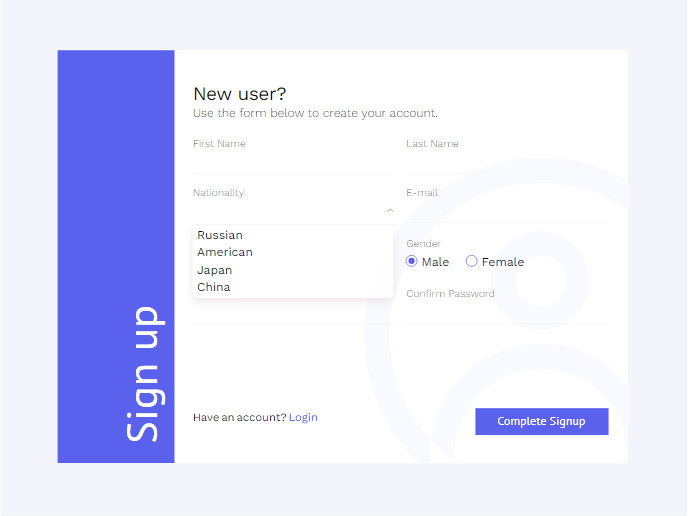 Sign up
New user?
Use the form below to create your account.
First Name
Last Name
Nationality
E-mail
Russian
American
Japan
China
Gender
Male
Female
Confirm Password
Have an account? Login
Complete Signup